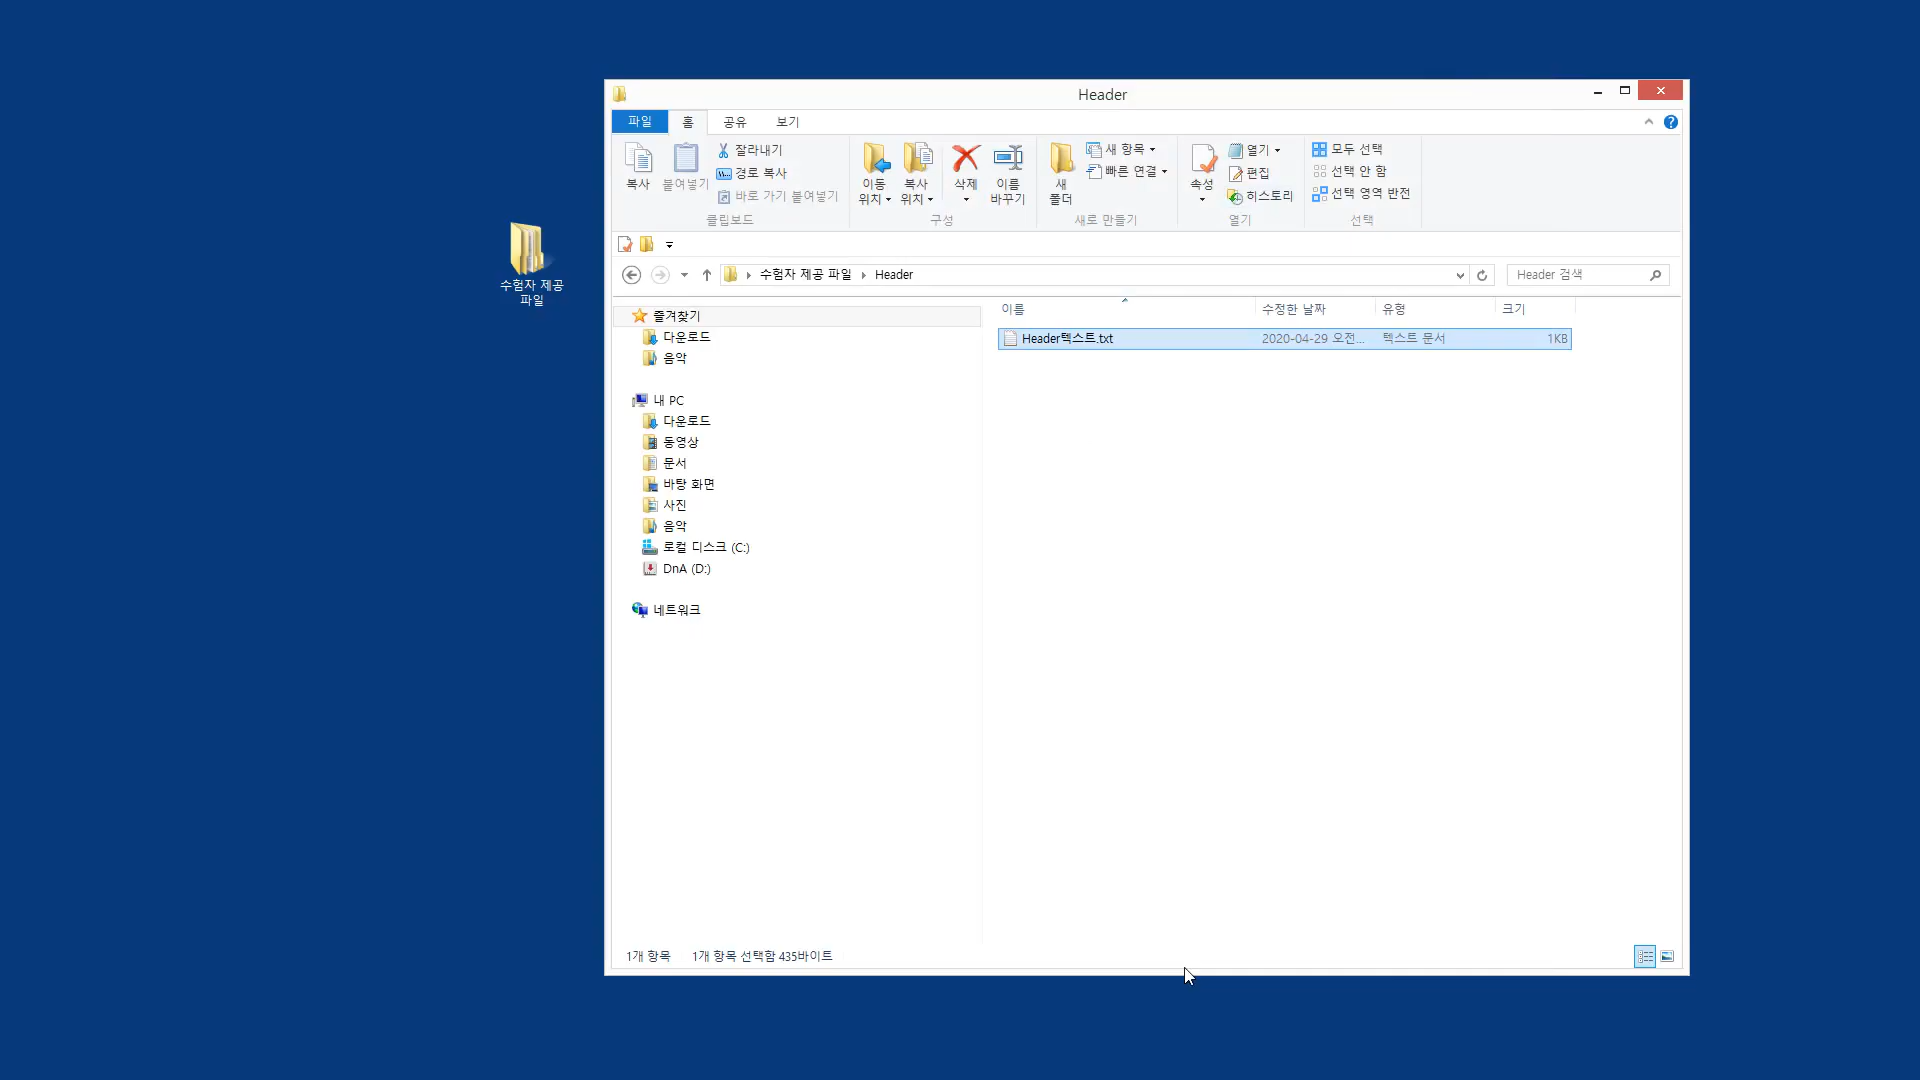 Header
파일 홈 공유 보기
복사
붙여넣기
잘라내기
경로 복사
바로 가기 붙여넣기
클립보드
이동
위치
복사
위치
삭제
이름
바꾸기
구성
새
폴더
새 항목
빠른 연결
새로 만들기
속성
열기
편집
히스토리
열기
모두 선택
선택 안 함
선택 영역 반전
선택
수험자 제공 파일 Header
Header 검색
수험자 제공
파일
즐겨찾기
다운로드
음악
내 PC
다운로드
동영상
문서
바탕 화면
사진
음악
로컬 디스크 (C:)
DnA (D:)
네트워크
이름 수정한 날짜 유형 크기
Header텍스트.txt 2020-04-29 오전... 텍스트 문서 1KB
1개 항목 1개 항목 선택함 435바이트